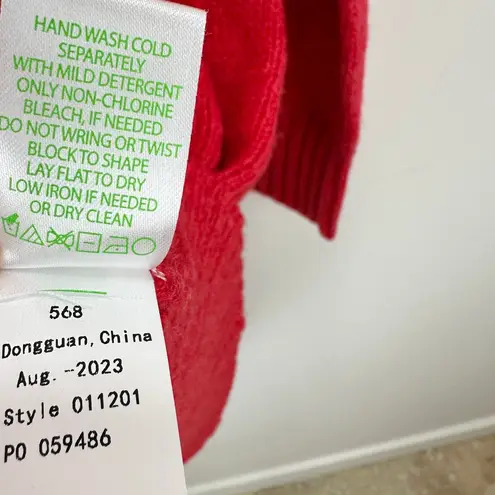 HAND WASH COLD
SEPARATELY
WITH MILD DETERGENT
ONLY NON-CHLORINE
BLEACH, IF NEEDED
DO NOT WRING OR TWIST
BLOCK TO SHAPE
LAY FLAT TO DRY
LOW IRON IF NEEDED
OR DRY CLEAN
568
Dongguan, China
Aug. -2023
Style 011201
PO 059486